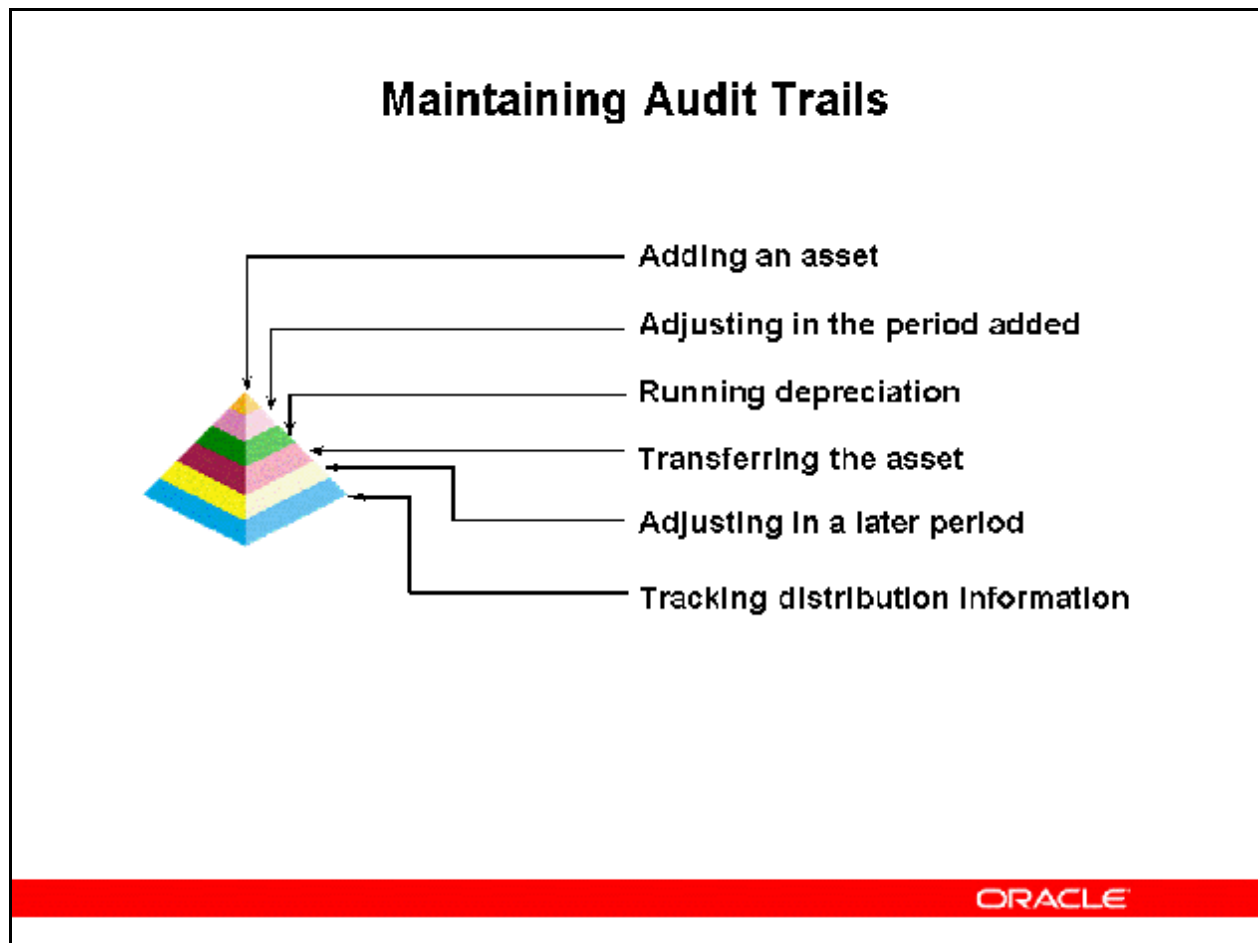 Maintaining Audit Trails
Adding an asset
Adjusting in the period added
Running depreciation
Transferring the asset
Adjusting in a later period
Tracking distribution information
ORACLE